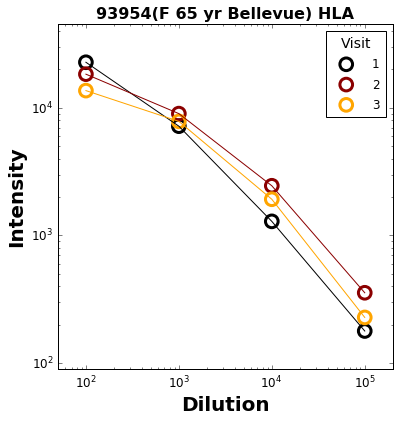 93954(F 65 yr Bellevue) HLA
Visit
1
2
3
Intensity
10⁴
10³
10²
10² 10³ 10⁴ 10⁵
Dilution